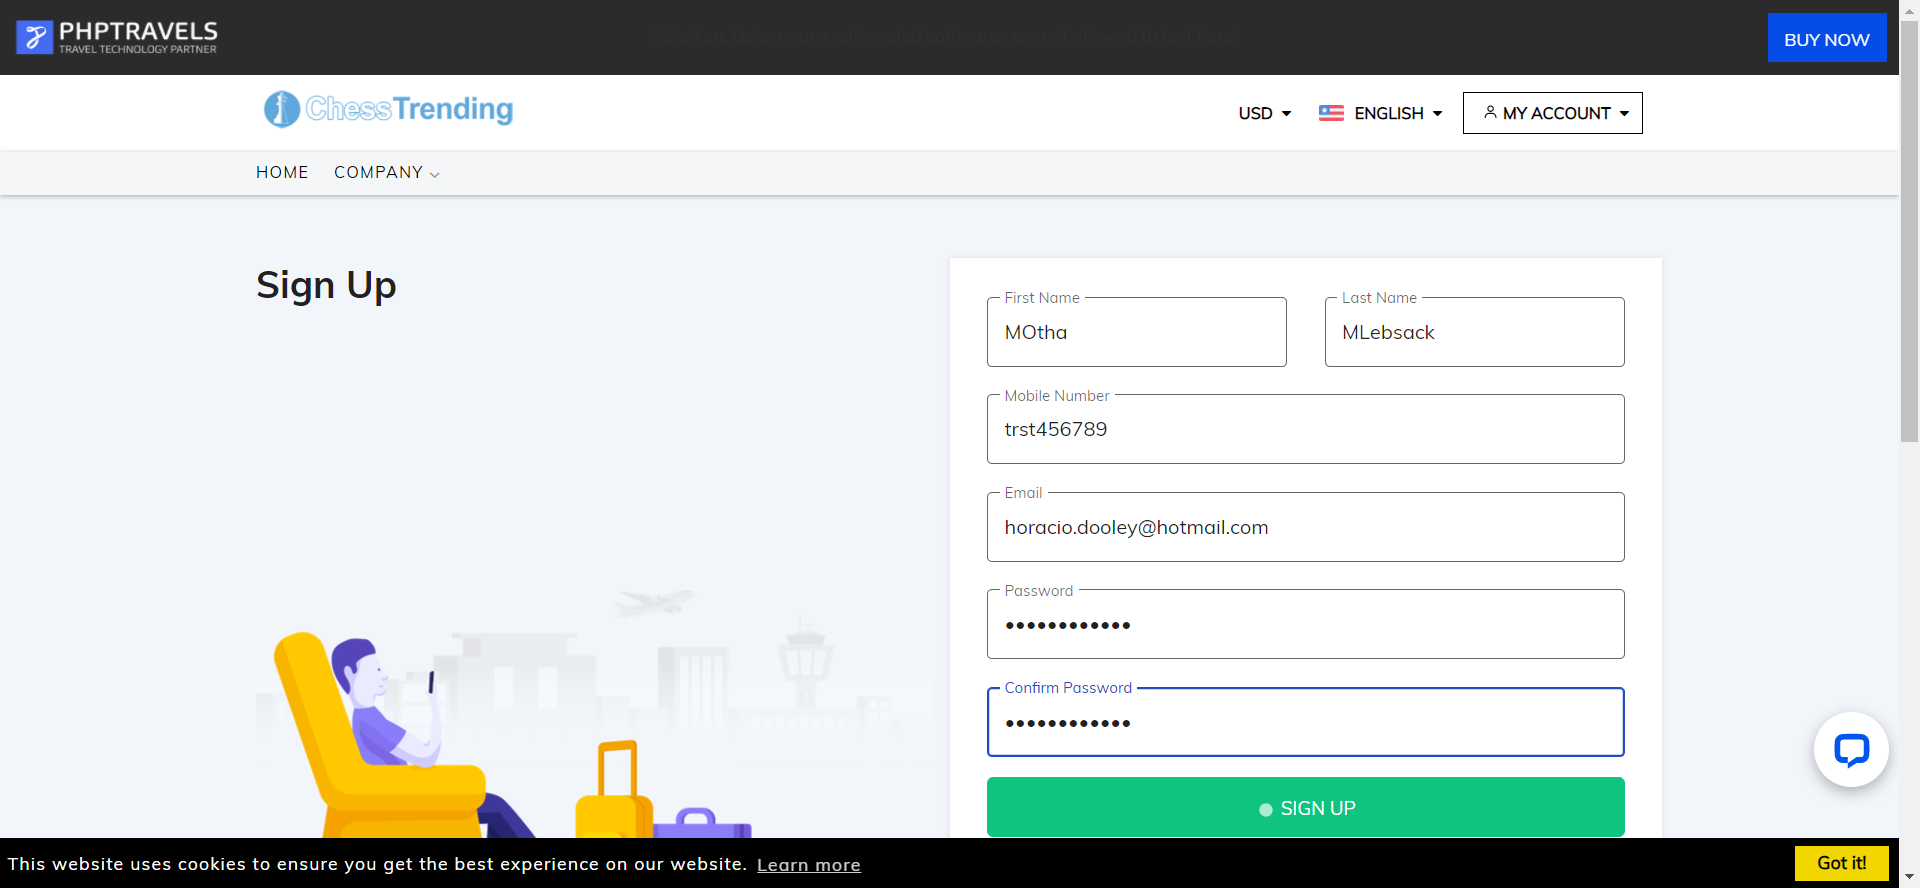 PHPTRAVELS
TRAVEL TECHNOLOGY PARTNER
Selenium, Bots, or any automated softwares are not allowed to test here!
BUY NOW
ChessTrending
USD
ENGLISH
MY ACCOUNT
HOME
COMPANY
Sign Up
First Name
MOtha
Last Name
MLebsack
Mobile Number
trst456789
Email
horacio.dooley@hotmail.com
Password
••••••••••••
Confirm Password
••••••••••••
SIGN UP
This website uses cookies to ensure you get the best experience on our website. Learn more
Got it!